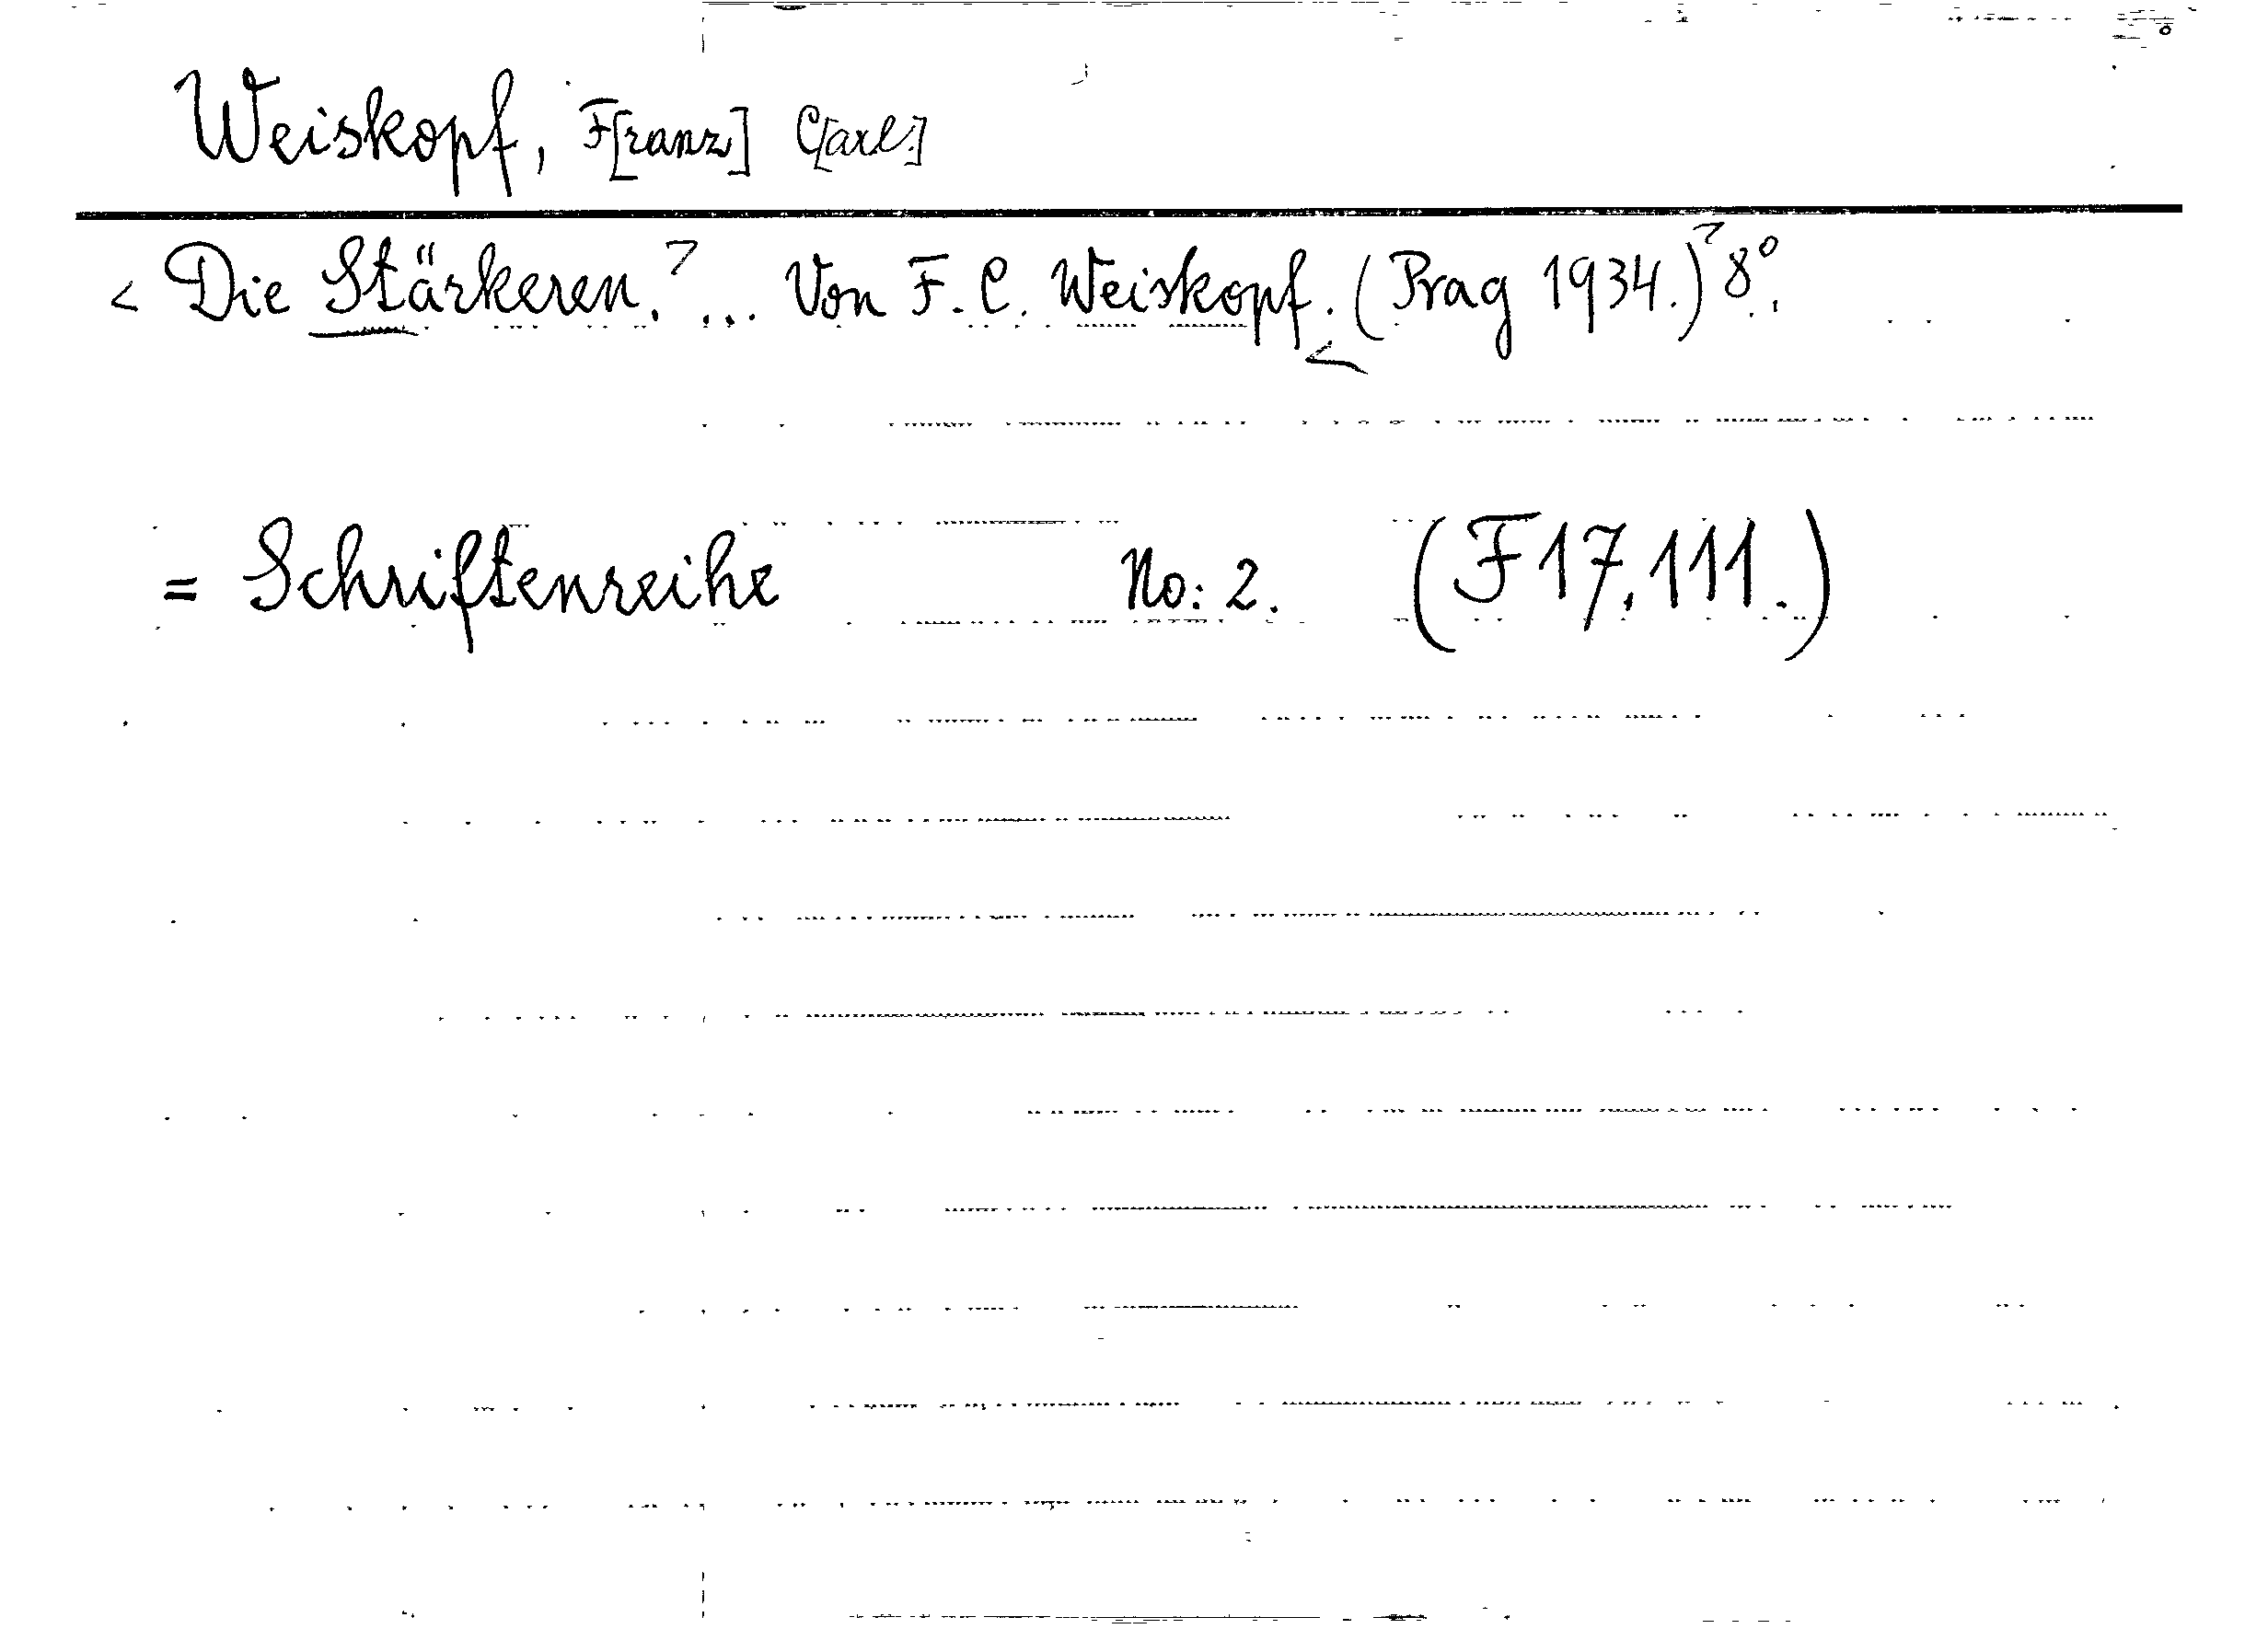 Weiskopf, F[ranz] C[arl]
< Die Stärkeren.> ... Von F. C. Weiskopf. < (Prag 1934.)> 8°.
= Schriftenreihe No: 2. (F17,111.)